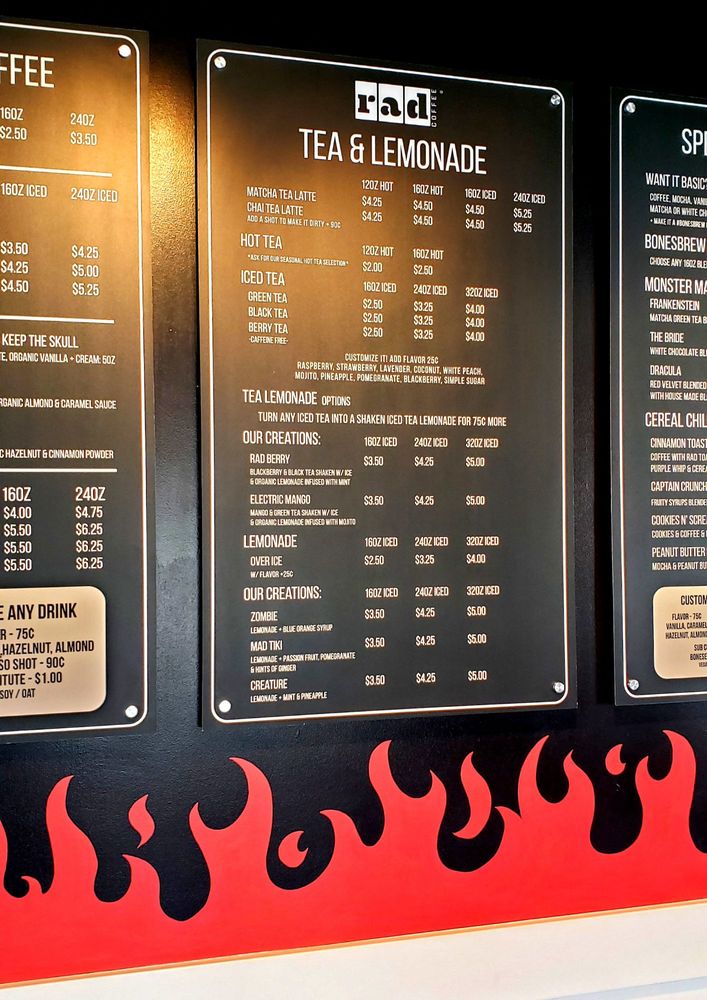 FFEE
16OZ 24OZ
$2.50 $3.50
16OZ ICED 24OZ ICED
$3.50 $4.25
$4.25 $5.00
$4.50 $5.25
KEEP THE SKULL
ORGANIC VANILLA + CREAM: 5OZ
RGANIC ALMOND & CARAMEL SAUCE
HAZELNUT & CINNAMON POWDER
16OZ 24OZ
$4.00 $4.75
$5.50 $6.25
$5.50 $6.25
$5.50 $6.25
E ANY DRINK
R - 75¢
HAZELNUT, ALMOND
SO SHOT - 90¢
ITUTE - $1.00
SOY / OAT
rad COFFEE
TEA & LEMONADE
12OZ HOT 16OZ HOT 16OZ ICED 24OZ ICED
MATCHA TEA LATTE $4.25 $4.50 $4.50 $5.25
CHAI TEA LATTE $4.25 $4.50 $4.50 $5.25
ADD A SHOT TO MAKE IT DIRTY + 90¢
HOT TEA 12OZ HOT 16OZ HOT
*ASK FOR OUR SEASONAL HOT TEA SELECTION* $2.00 $2.50
ICED TEA 16OZ ICED 24OZ ICED 32OZ ICED
GREEN TEA $2.50 $3.25 $4.00
BLACK TEA $2.50 $3.25 $4.00
BERRY TEA $2.50 $3.25 $4.00
-CAFFEINE FREE-
CUSTOMIZE IT! ADD FLAVOR 25¢
RASPBERRY, STRAWBERRY, LAVENDER, COCONUT, WHITE PEACH,
MOJITO, PINEAPPLE, POMEGRANATE, BLACKBERRY, SIMPLE SUGAR
TEA LEMONADE OPTIONS
TURN ANY ICED TEA INTO A SHAKEN ICED TEA LEMONADE FOR 75¢ MORE
OUR CREATIONS: 16OZ ICED 24OZ ICED 32OZ ICED
RAD BERRY $3.50 $4.25 $5.00
BLACKBERRY & BLACK TEA SHAKEN W/ ICE
& ORGANIC LEMONADE INFUSED WITH MINT
ELECTRIC MANGO $3.50 $4.25 $5.00
MANGO & GREEN TEA SHAKEN W/ ICE
& ORGANIC LEMONADE INFUSED W/ MOJITO
LEMONADE 16OZ ICED 24OZ ICED 32OZ ICED
OVER ICE $2.50 $3.25 $4.00
W/ FLAVOR +25¢
OUR CREATIONS: 16OZ ICED 24OZ ICED 32OZ ICED
ZOMBIE $3.50 $4.25 $5.00
LEMONADE + BLUE ORANGE SYRUP
MAD TIKI $3.50 $4.25 $5.00
LEMONADE + PASSION FRUIT, POMEGRANATE
& HINTS OF GINGER
CREATURE $3.50 $4.25 $5.00
LEMONADE + MINT & PINEAPPLE
SP
WANT IT BASIC?
COFFEE, MOCHA, VANI
MATCHA OR WHITE CHO
* MAKE IT A #BONESBREW
BONESBREW
CHOOSE ANY 16OZ BLE
MONSTER MA
FRANKENSTEIN
MATCHA GREEN TEA B
THE BRIDE
WHITE CHOCOLATE BL
DRACULA
RED VELVET BLENDED
WITH HOUSE MADE BL
CEREAL CHIL
CINNAMON TOAST
COFFEE WITH RAD TOA
PURPLE WHIP & CEREA
CAPTAIN CRUNCH
FRUITY SYRUPS BLENDE
COOKIES N' SCREA
COOKIES & COFFEE &
PEANUT BUTTER
MOCHA & PEANUT BU
CUSTOM
FLAVOR - 75¢
VANILLA, CARAMEL
HAZELNUT, ALMON
SUB C
BONESB
VEGA